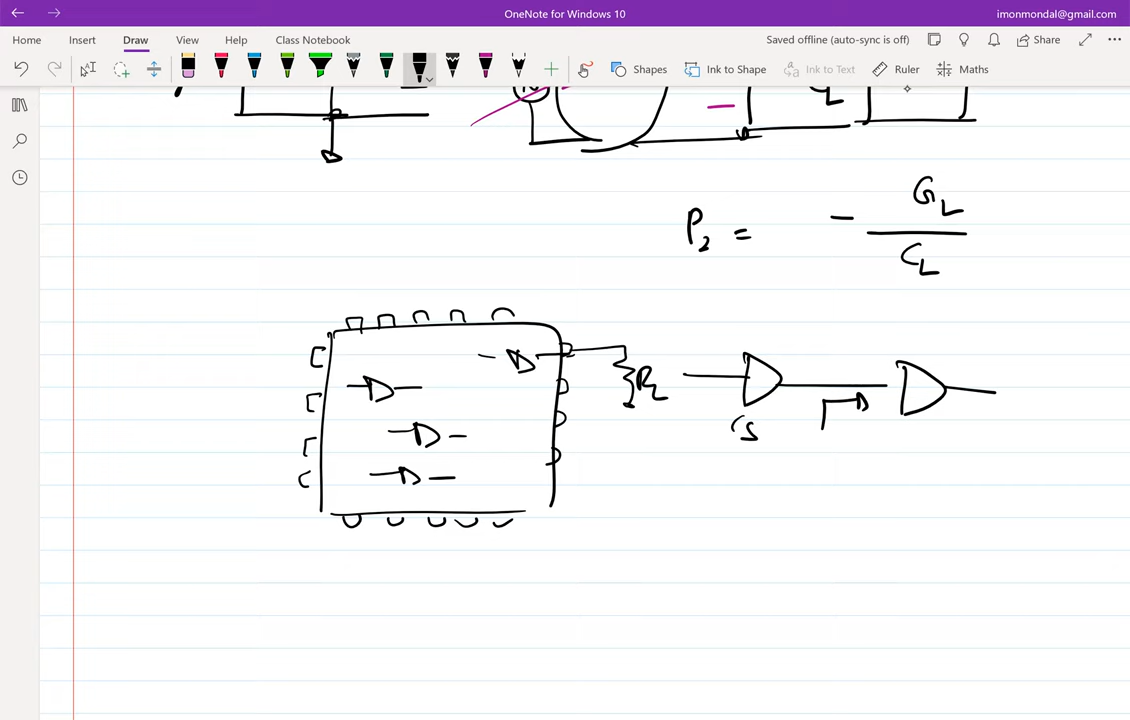 OneNote for Windows 10
imonmondal@gmail.com
Home Insert Draw View Help Class Notebook
Saved offline (auto-sync is off)
Share
Shapes
Ink to Shape
Ink to Text
Ruler
Maths
P2 = - GL / CL
RL
CS